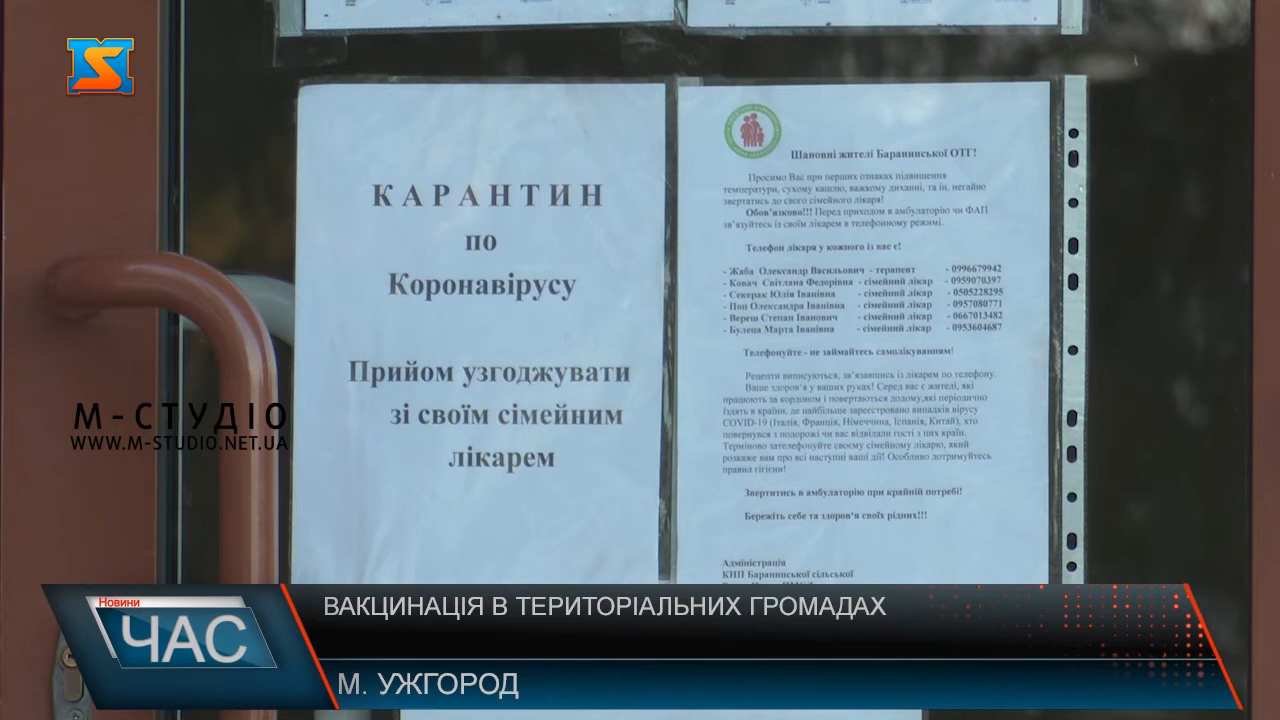 КАРАНТИН
по
Коронавірусу
Прийом узгоджувати
зі своїм сімейним
лікарем
Шановні жителі Баранинської ОТГ!
Просимо Вас при перших ознаках підвищення
температури, сухому кашлю, важкому диханні, та ін. негайно
звертатись до свого сімейного лікаря!
Обов'язково!!! Перед приходом в амбулаторію чи ФАП
зв'язуйтесь із своїм лікарем в телефонному режимі.
Телефон лікаря у кожного із вас є!
- Жаба Олександр Васильович - терапевт - 0996679942
- Ковач Світлана Федорівна - сімейний лікар - 0959070397
- Секерак Юлія Іванівна - сімейний лікар - 0505228295
- Поп Олександра Іванівна - сімейний лікар - 0957080771
- Вереш Степан Іванович - сімейний лікар - 0667013482
- Булеца Марта Іванівна - сімейний лікар - 0953604687
Телефонуйте - не займайтесь самолікуванням!
Рецепти виписуються, зв'язавшись із лікарем по телефону.
Ваше здоров'я у ваших руках! Серед вас є жителі, які
працюють за кордоном і повертаються додому,які періодично
їздять в країни, де найбільше зареєстровано випадків вірусу
COVID-19 (Італія, Франція, Німеччина, Іспанія, Китай), хто
повернувся з подорожі чи вас відвідали гості з цих країн.
Терміново зателефонуйте своєму сімейному лікарю, який
розкаже вам про всі наступні ваші дії! Особливо дотримуйтесь
правил гігієни!
Звертитись в амбулаторію при крайній потребі!
Бережіть себе та здоров'я своїх рідних!!!
Адміністрація
КНП Баранинської сільської
М-СТУДІО
WWW.M-STUDIO.NET.UA
Новини
ЧАС
ВАКЦИНАЦІЯ В ТЕРИТОРІАЛЬНИХ ГРОМАДАХ
М. УЖГОРОД